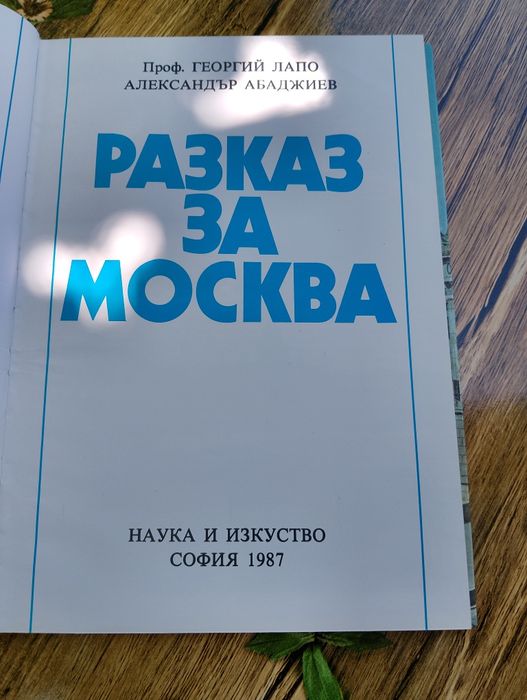 Проф. ГЕОРГИЙ ЛАПО
АЛЕКСАНДЪР АБАДЖИЕВ
РАЗКАЗ
ЗА
МОСКВА
НАУКА И ИЗКУСТВО
СОФИЯ 1987